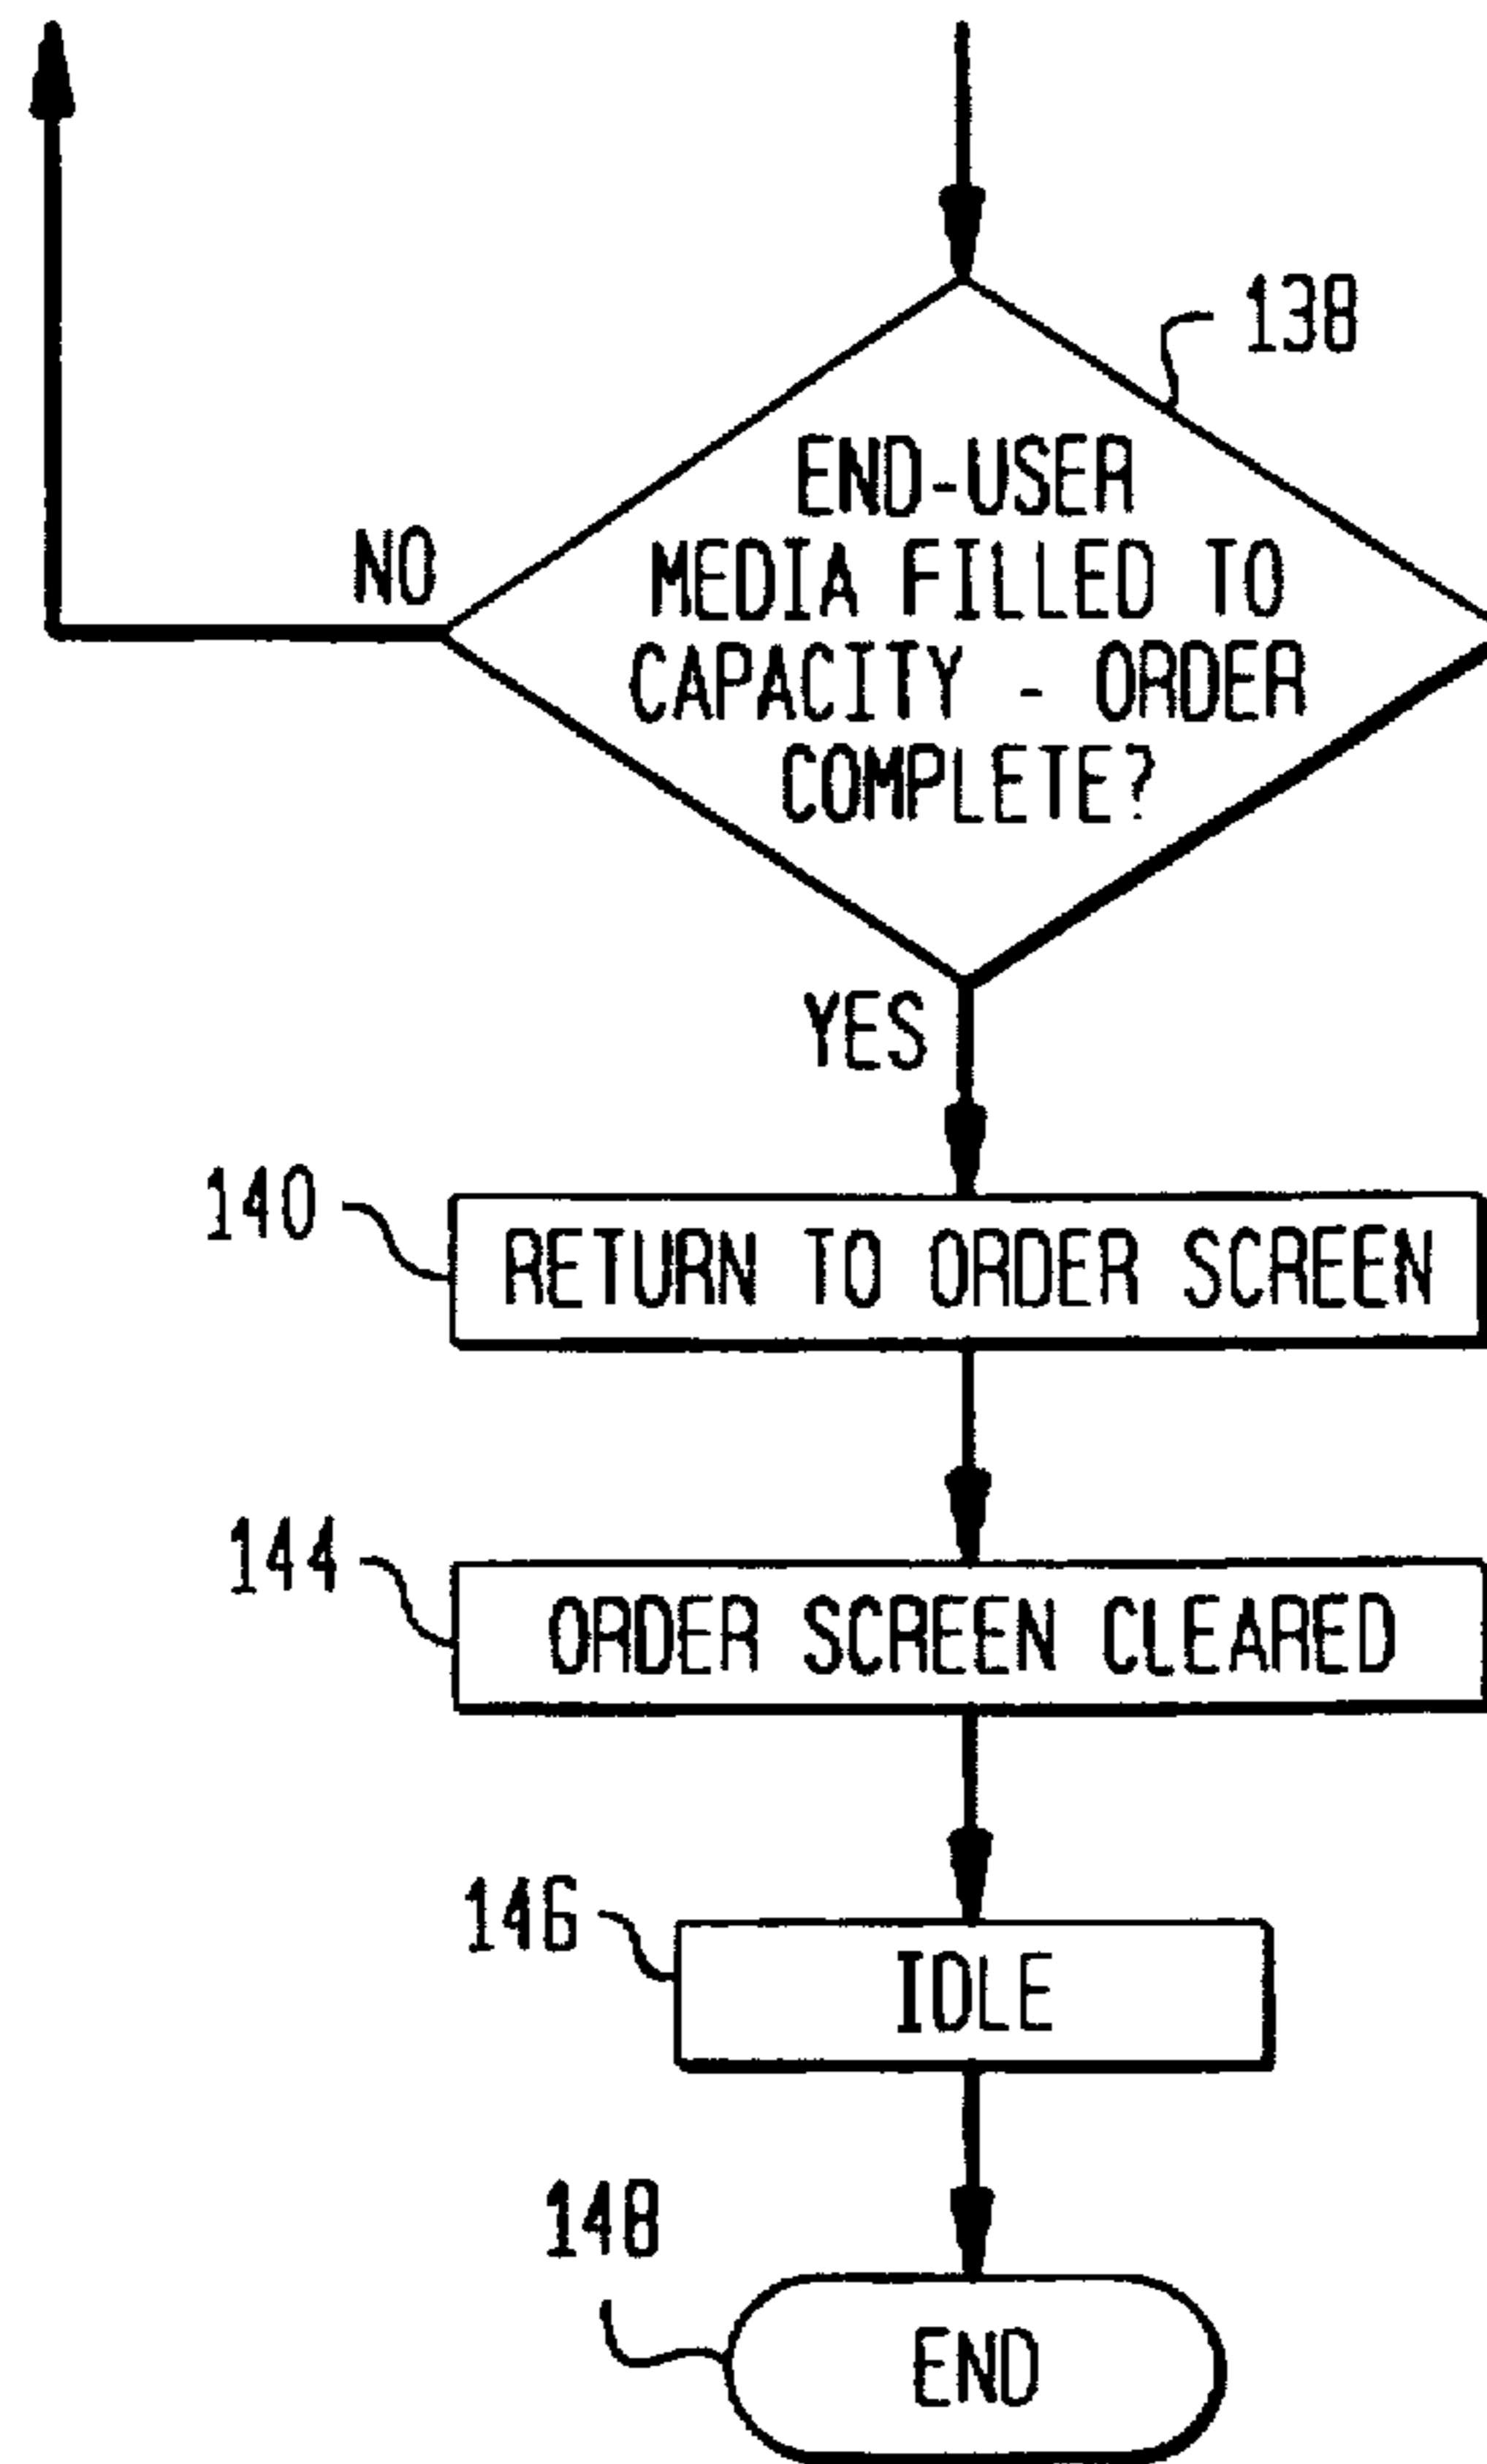 138
END-USER
MEDIA FILLED TO
CAPACITY - ORDER
COMPLETE?
NO
YES
140
RETURN TO ORDER SCREEN
144
ORDER SCREEN CLEARED
146
IDLE
148
END